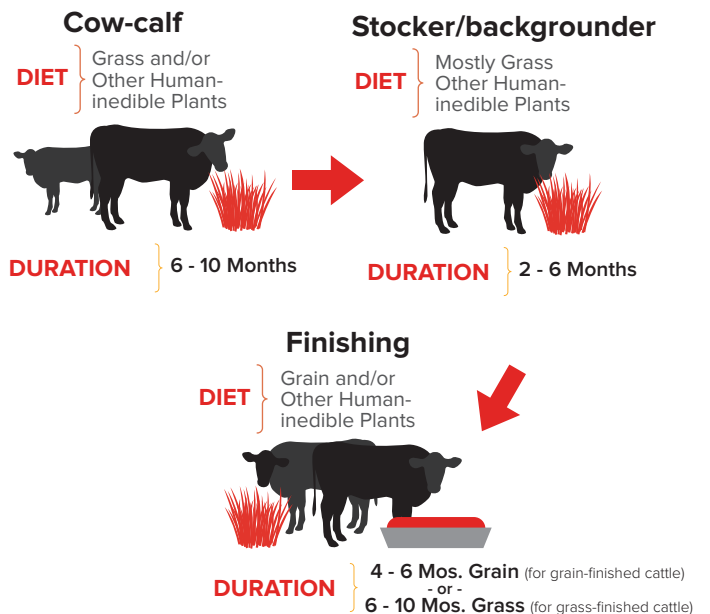 Cow-calf
DIET
Grass and/or
Other Human-
inedible Plants
DURATION
6 - 10 Months
Stocker/backgrounder
DIET
Mostly Grass
Other Human-
inedible Plants
DURATION
2 - 6 Months
Finishing
DIET
Grain and/or
Other Human-
inedible Plants
DURATION
4 - 6 Mos. Grain (for grain-finished cattle)
- or -
6 - 10 Mos. Grass (for grass-finished cattle)